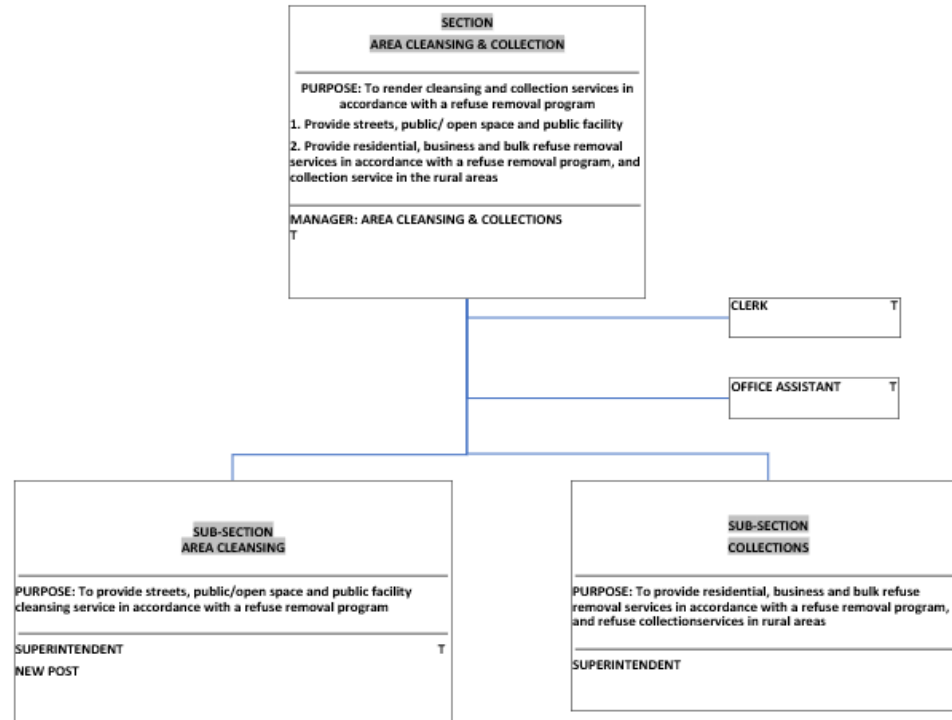 SECTION
AREA CLEANSING & COLLECTION
PURPOSE: To render cleansing and collection services in
accordance with a refuse removal program
1. Provide streets, public/ open space and public facility
2. Provide residential, business and bulk refuse removal
services in accordance with a refuse removal program, and
collection service in the rural areas
MANAGER: AREA CLEANSING & COLLECTIONS
T
CLERK T
OFFICE ASSISTANT T
SUB-SECTION
AREA CLEANSING
PURPOSE: To provide streets, public/open space and public facility
cleansing service in accordance with a refuse removal program
SUPERINTENDENT T
NEW POST
SUB-SECTION
COLLECTIONS
PURPOSE: To provide residential, business and bulk refuse
removal services in accordance with a refuse removal program,
and refuse collectionservices in rural areas
SUPERINTENDENT